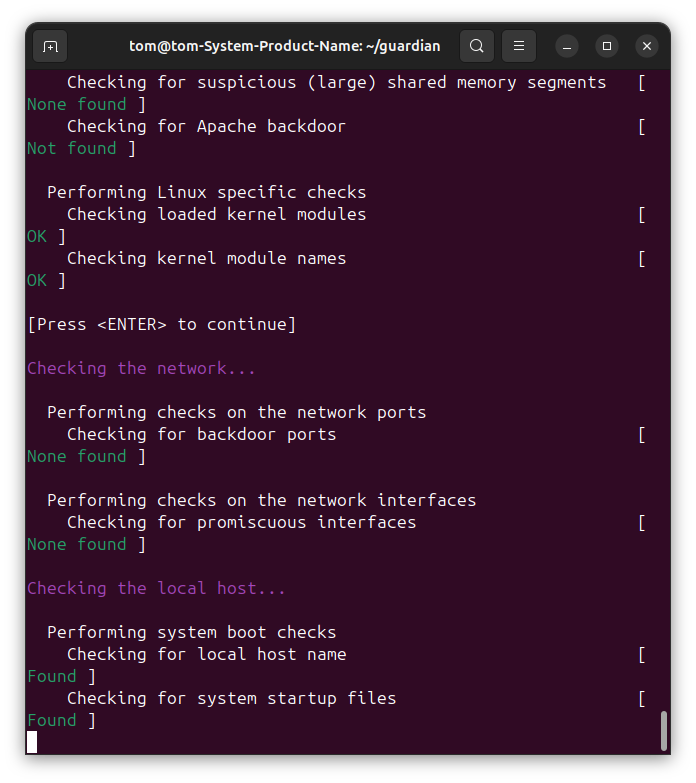 tom@tom-System-Product-Name: ~/guardian
Checking for suspicious (large) shared memory segments [
None found ]
Checking for Apache backdoor [
Not found ]
Performing Linux specific checks
Checking loaded kernel modules [
OK ]
Checking kernel module names [
OK ]
[Press <ENTER> to continue]
Checking the network...
Performing checks on the network ports
Checking for backdoor ports [
None found ]
Performing checks on the network interfaces
Checking for promiscuous interfaces [
None found ]
Checking the local host...
Performing system boot checks
Checking for local host name [
Found ]
Checking for system startup files [
Found ]